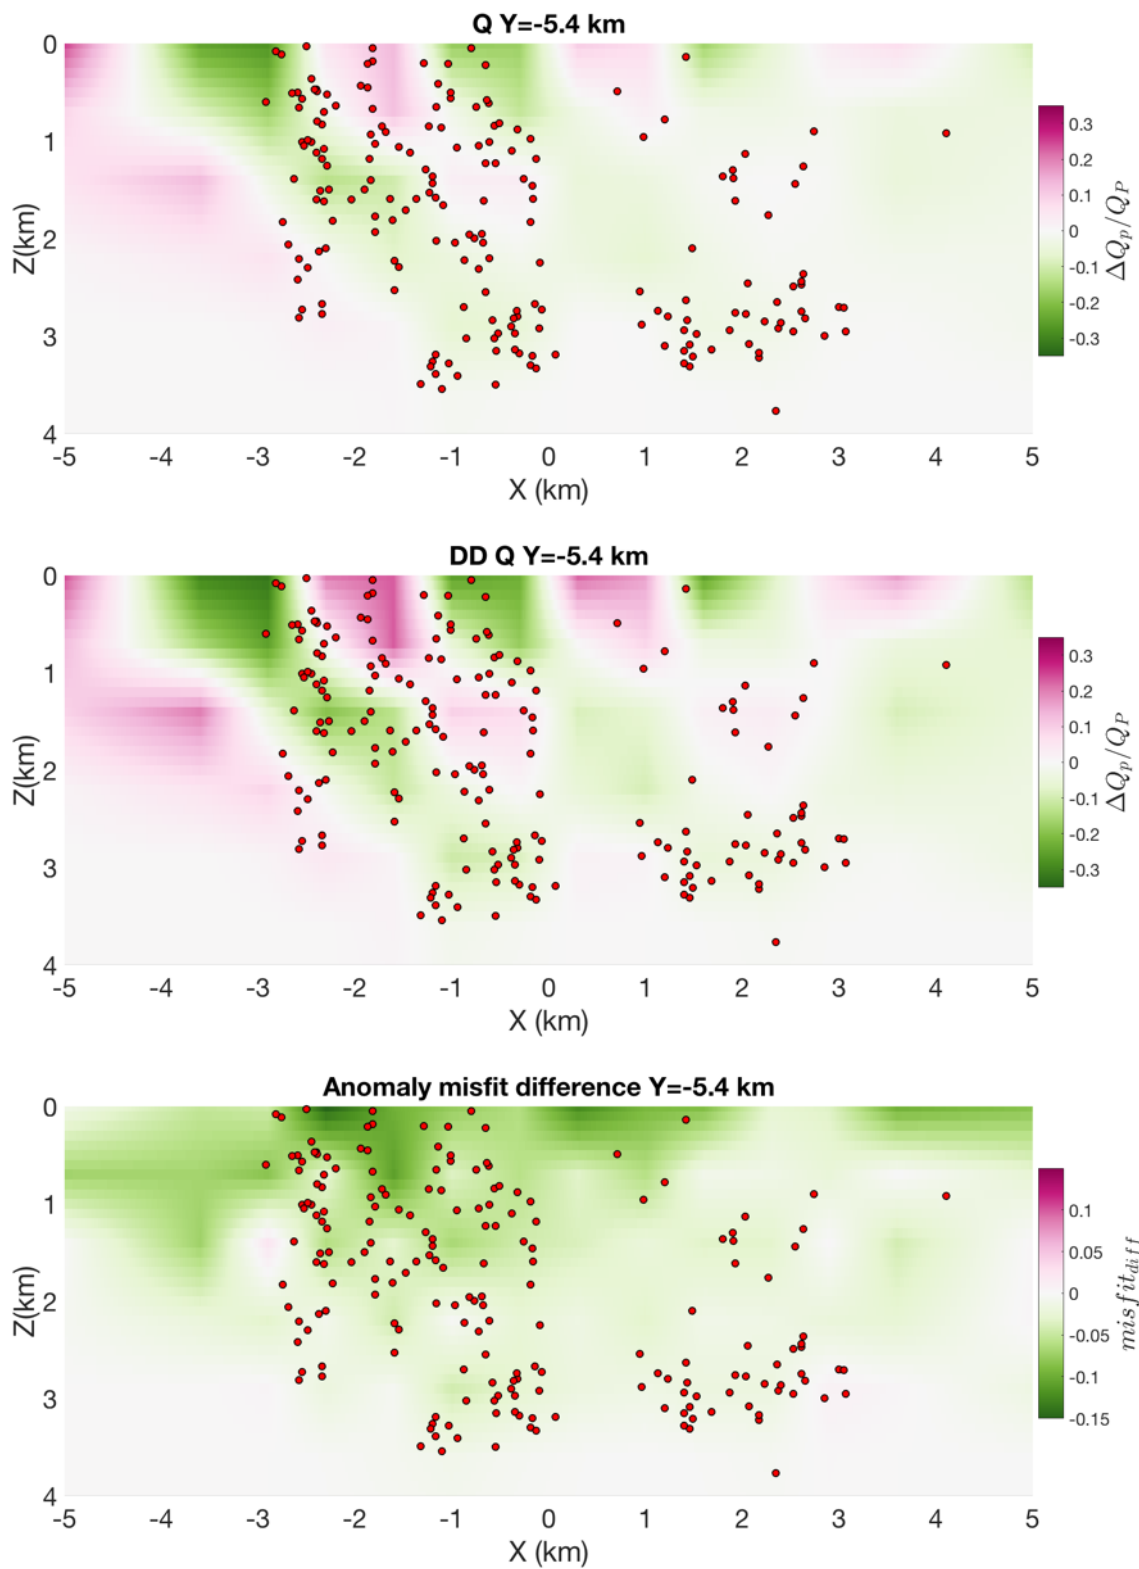 Q Y=-5.4 km
0
1
2
3
4
Z(km)
-5 -4 -3 -2 -1 0 1 2 3 4 5
X (km)
0.3
0.2
0.1
0
-0.1
-0.2
-0.3
ΔQp/QP
DD Q Y=-5.4 km
0
1
2
3
4
Z(km)
-5 -4 -3 -2 -1 0 1 2 3 4 5
X (km)
0.3
0.2
0.1
0
-0.1
-0.2
-0.3
ΔQp/QP
Anomaly misfit difference Y=-5.4 km
0
1
2
3
4
Z(km)
-5 -4 -3 -2 -1 0 1 2 3 4 5
X (km)
0.1
0.05
0
-0.05
-0.1
-0.15
misfitdiff